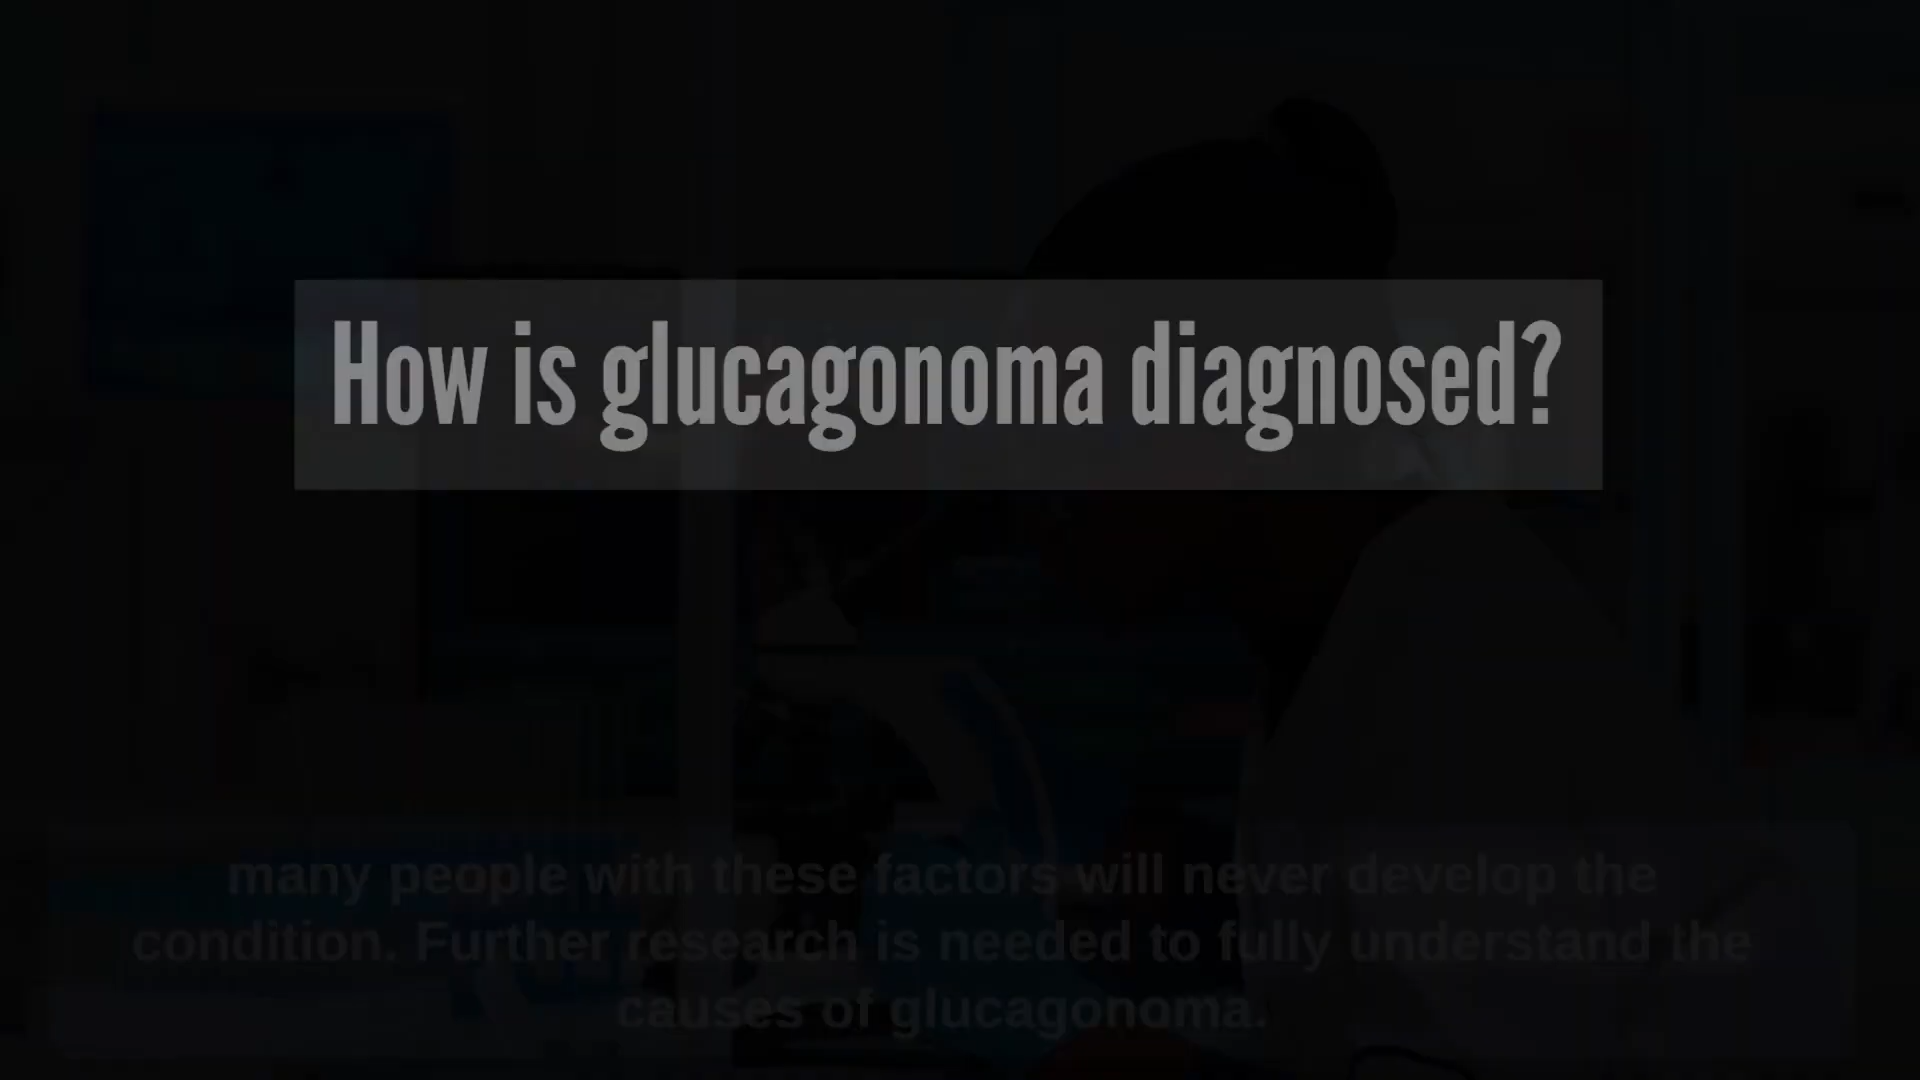 How is glucagonoma diagnosed?
many people with these factors will never develop the
condition. Further research is needed to fully understand the
causes of glucagonoma.